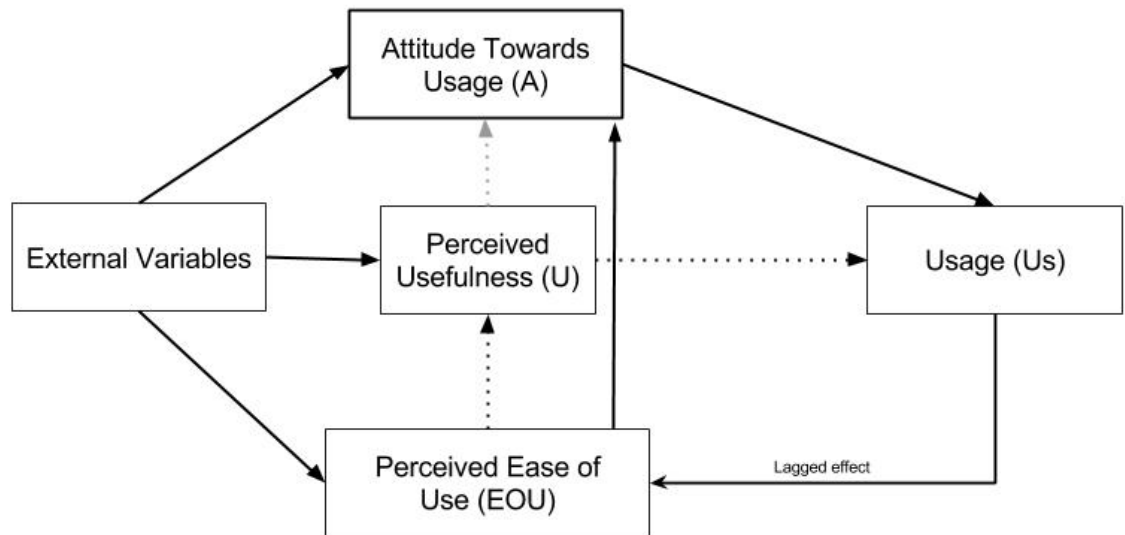 Attitude Towards
Usage (A)
External Variables
Perceived
Usefulness (U)
Usage (Us)
Perceived Ease of
Use (EOU)
Lagged effect